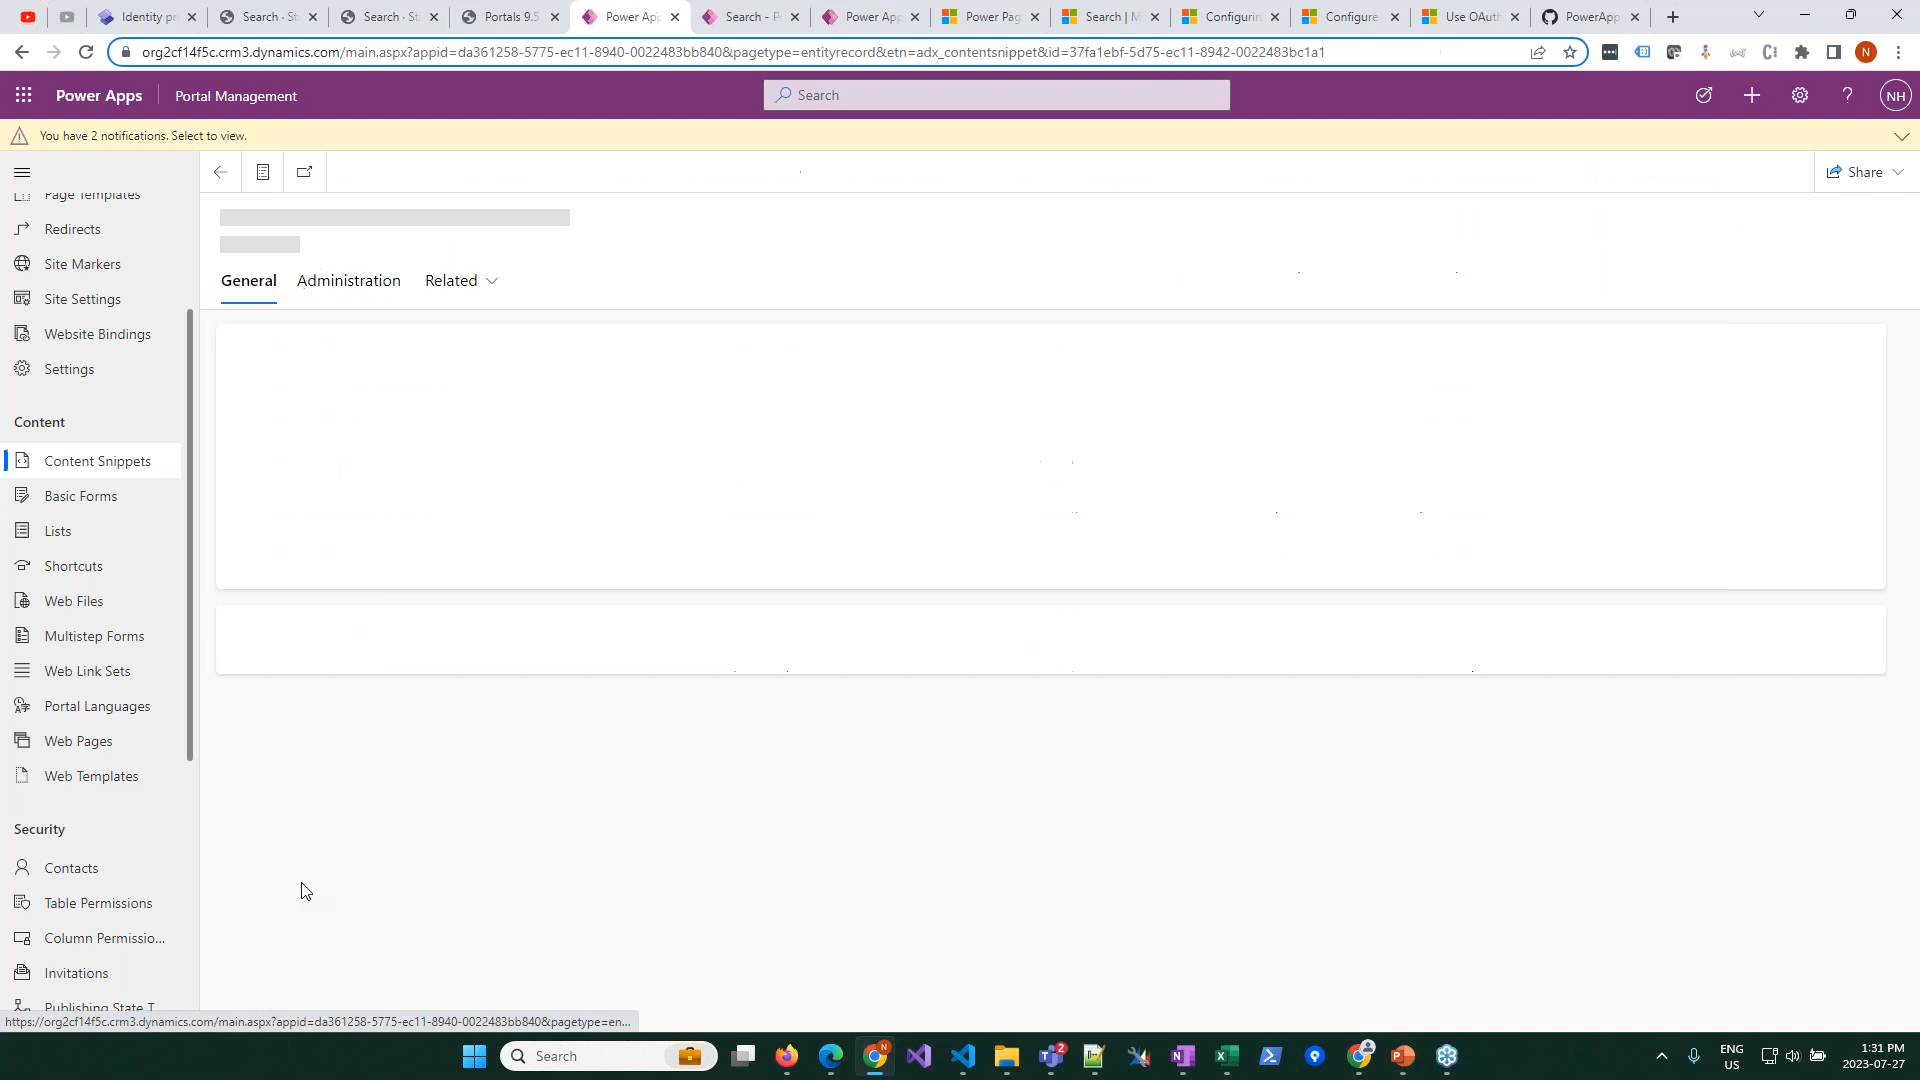 Identity pr
Search · St
Search · St
Portals 9.5.
Power App
Search - P
Power App
Power Pag
Search | M
Configurin
Configure
Use OAuth
PowerApp
org2cf14f5c.crm3.dynamics.com/main.aspx?appid=da361258-5775-ec11-8940-0022483bb840&pagetype=entityrecord&etn=adx_contentsnippet&id=37fa1ebf-5d75-ec11-8942-0022483bc1a1
N
Power Apps
Portal Management
Search
NH
You have 2 notifications. Select to view.
Share
Page Templates
Redirects
Site Markers
Site Settings
Website Bindings
Settings
Content
Content Snippets
Basic Forms
Lists
Shortcuts
Web Files
Multistep Forms
Web Link Sets
Portal Languages
Web Pages
Web Templates
Security
Contacts
Table Permissions
Column Permissio...
Invitations
Publishing State T
General
Administration
Related
https://org2cf14f5c.crm3.dynamics.com/main.aspx?appid=da361258-5775-ec11-8940-0022483bb840&pagetype=en...
Search
N
2
ENG
US
1:31 PM
2023-07-27